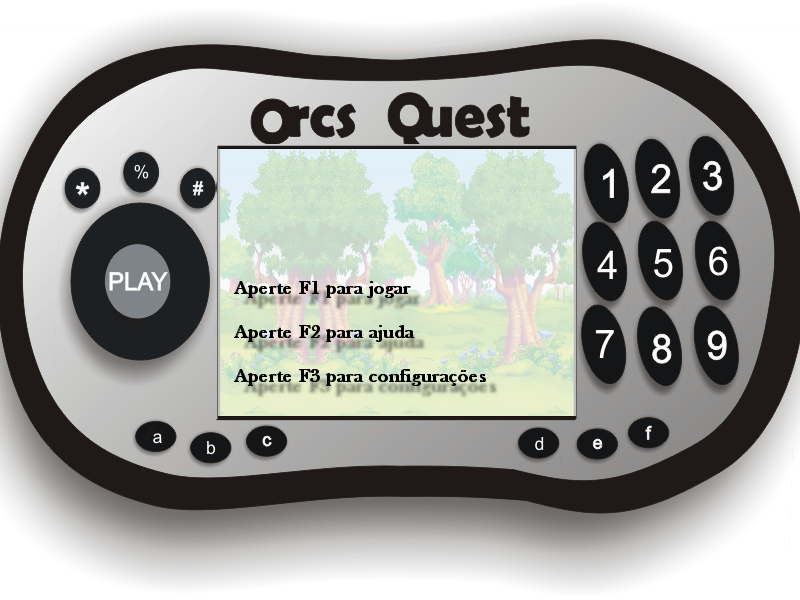 Orcs Quest
* % #
PLAY
1 2 3
4 5 6
7 8 9
Aperte F1 para jogar
Aperte F2 para ajuda
Aperte F3 para configurações
a b c
d e f